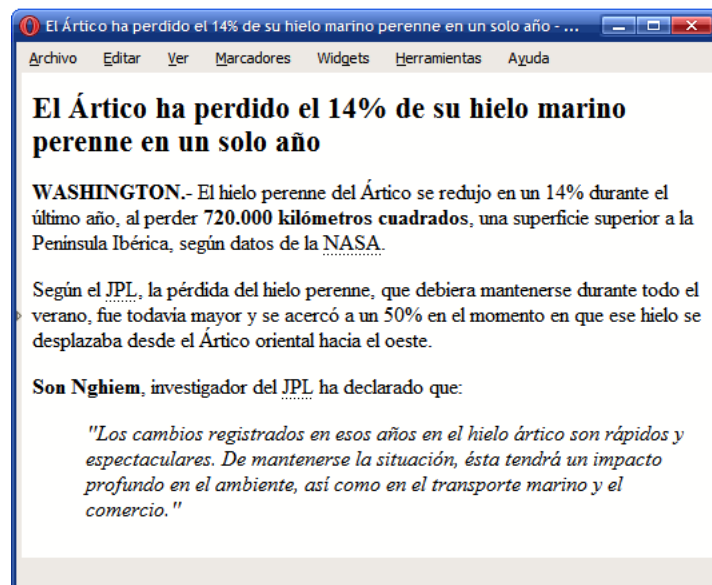 El Ártico ha perdido el 14% de su hielo marino perenne en un solo año - ...
Archivo Editar Ver Marcadores Widgets Herramientas Ayuda
El Ártico ha perdido el 14% de su hielo marino
perenne en un solo año
WASHINGTON.- El hielo perenne del Ártico se redujo en un 14% durante el
último año, al perder 720.000 kilómetros cuadrados, una superficie superior a la
Península Ibérica, según datos de la NASA.
Según el JPL, la pérdida del hielo perenne, que debiera mantenerse durante todo el
verano, fue todavía mayor y se acercó a un 50% en el momento en que ese hielo se
desplazaba desde el Ártico oriental hacia el oeste.
Son Nghiem, investigador del JPL ha declarado que:
"Los cambios registrados en esos años en el hielo ártico son rápidos y
espectaculares. De mantenerse la situación, ésta tendrá un impacto
profundo en el ambiente, así como en el transporte marino y el
comercio."